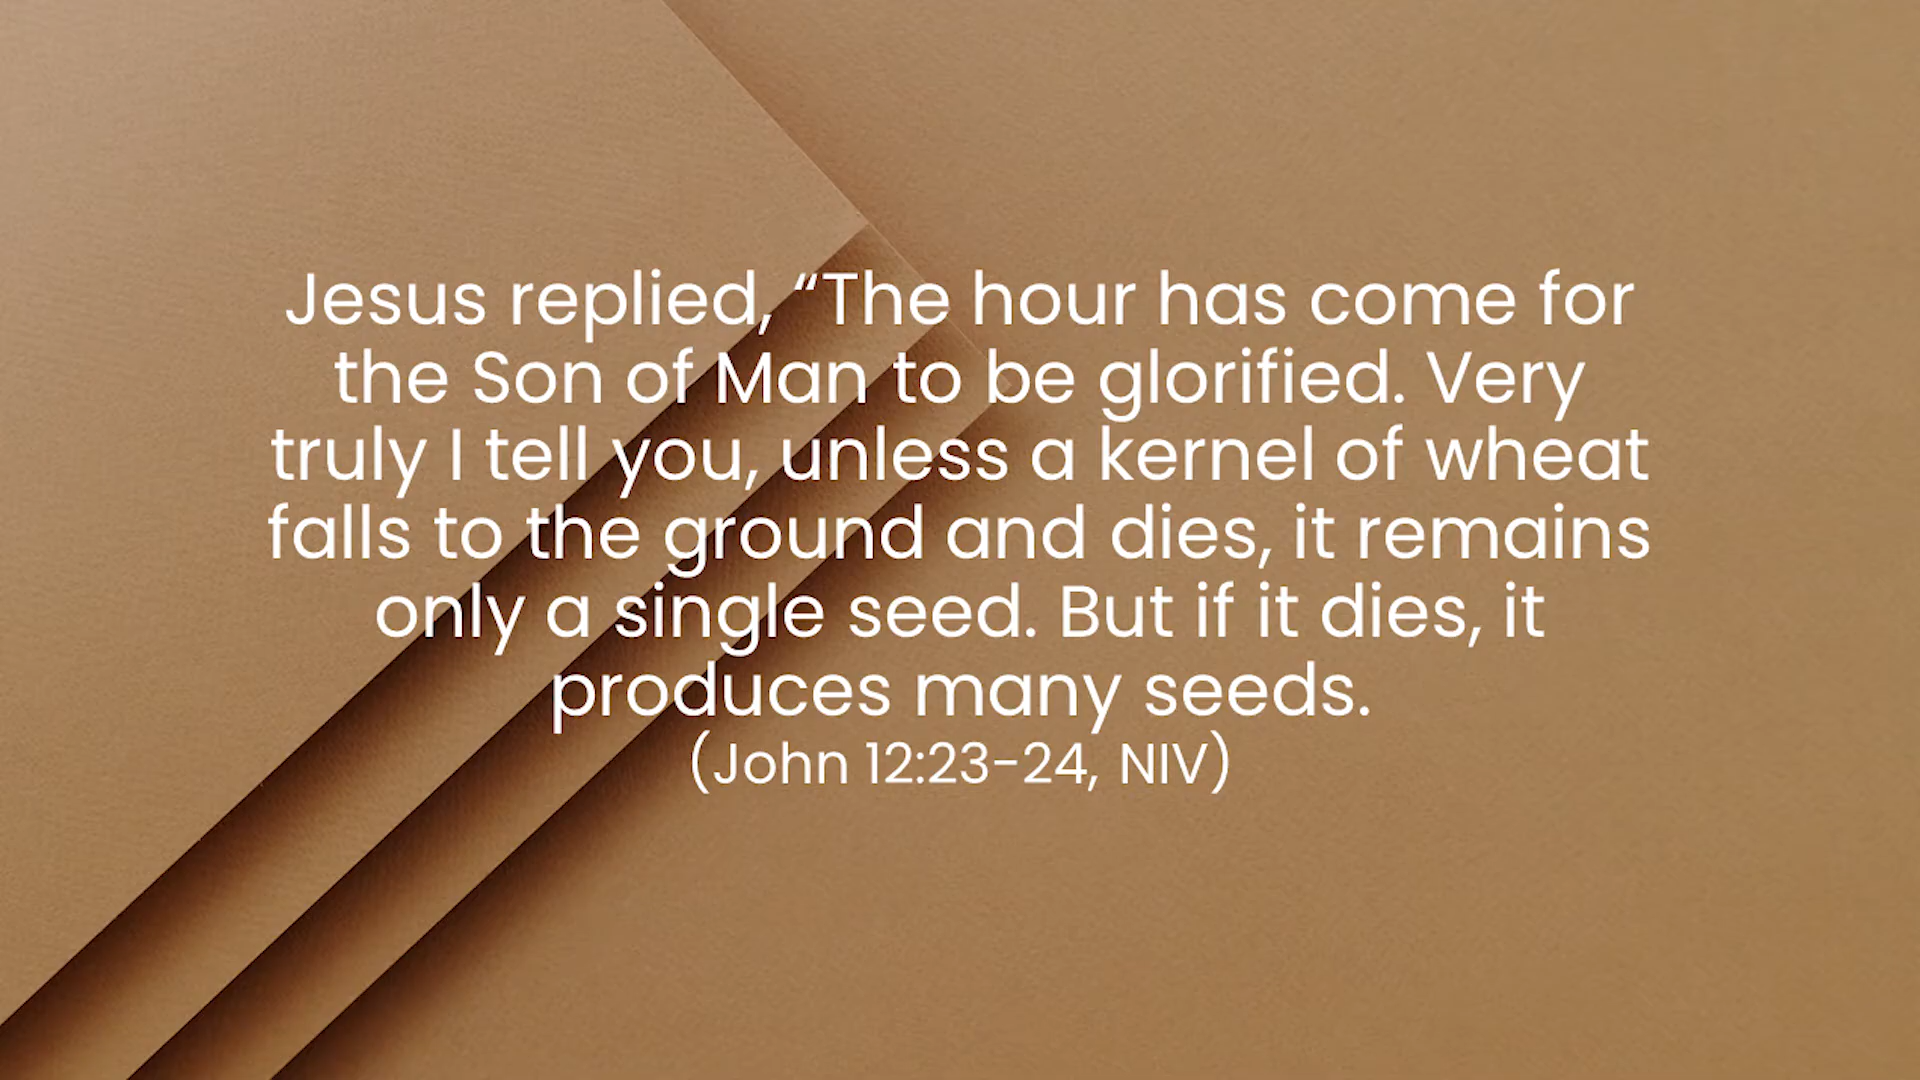 Jesus replied, “The hour has come for
the Son of Man to be glorified. Very
truly I tell you, unless a kernel of wheat
falls to the ground and dies, it remains
only a single seed. But if it dies, it
produces many seeds.
(John 12:23-24, NIV)